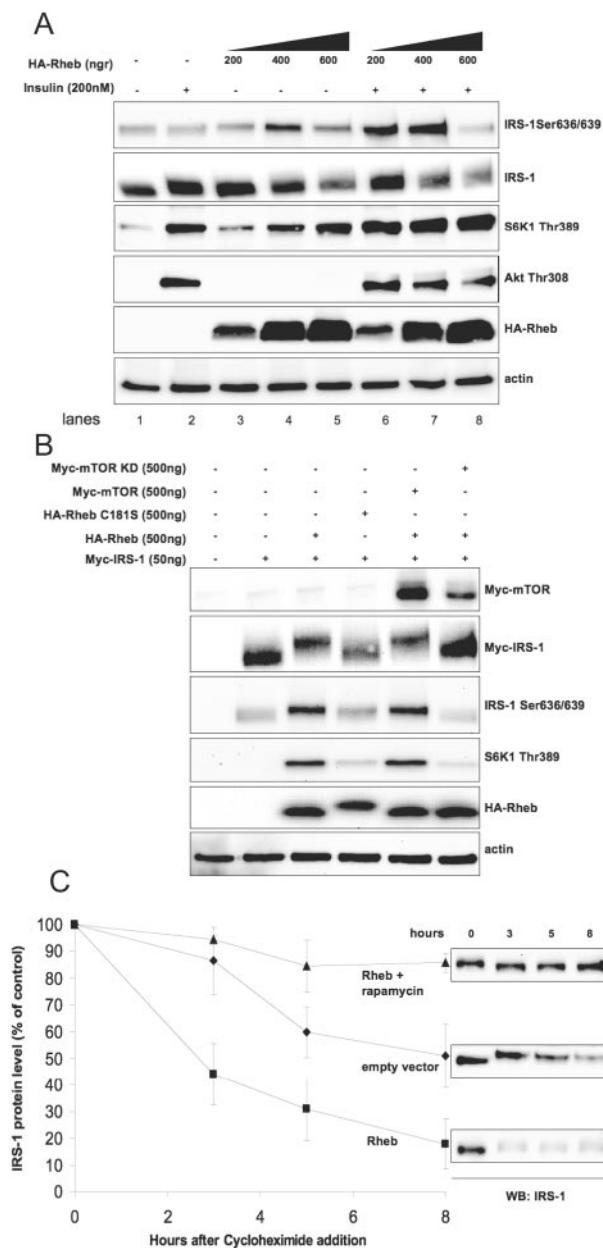 A
HA-Rheb (ngr) - - 200 400 600 200 400 600
Insulin (200nM) - + - - - + + +
IRS-1Ser636/639
IRS-1
S6K1 Thr389
Akt Thr308
HA-Rheb
actin
lanes 1 2 3 4 5 6 7 8
B
Myc-mTOR KD (500ng) - - - - - +
Myc-mTOR (500ng) - - - - + -
HA-Rheb C181S (500ng) - - - + - -
HA-Rheb (500ng) - - + - + +
Myc-IRS-1 (50ng) - + + + + +
Myc-mTOR
Myc-IRS-1
IRS-1 Ser636/639
S6K1 Thr389
HA-Rheb
actin
C
IRS-1 protein level (% of control)
100
90
80
70
60
50
40
30
20
10
0
0 2 4 6 8
Hours after Cycloheximide addition
Rheb +
rapamycin
empty vector
Rheb
hours 0 3 5 8
WB: IRS-1